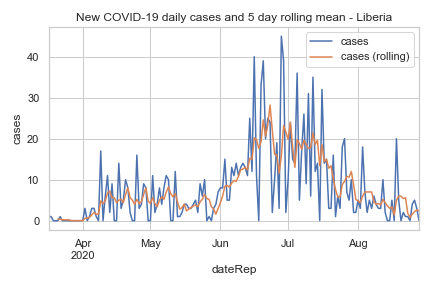 New COVID-19 daily cases and 5 day rolling mean - Liberia
cases
cases (rolling)
cases
40
30
20
10
0
Apr
May
Jun
Jul
Aug
2020
dateRep